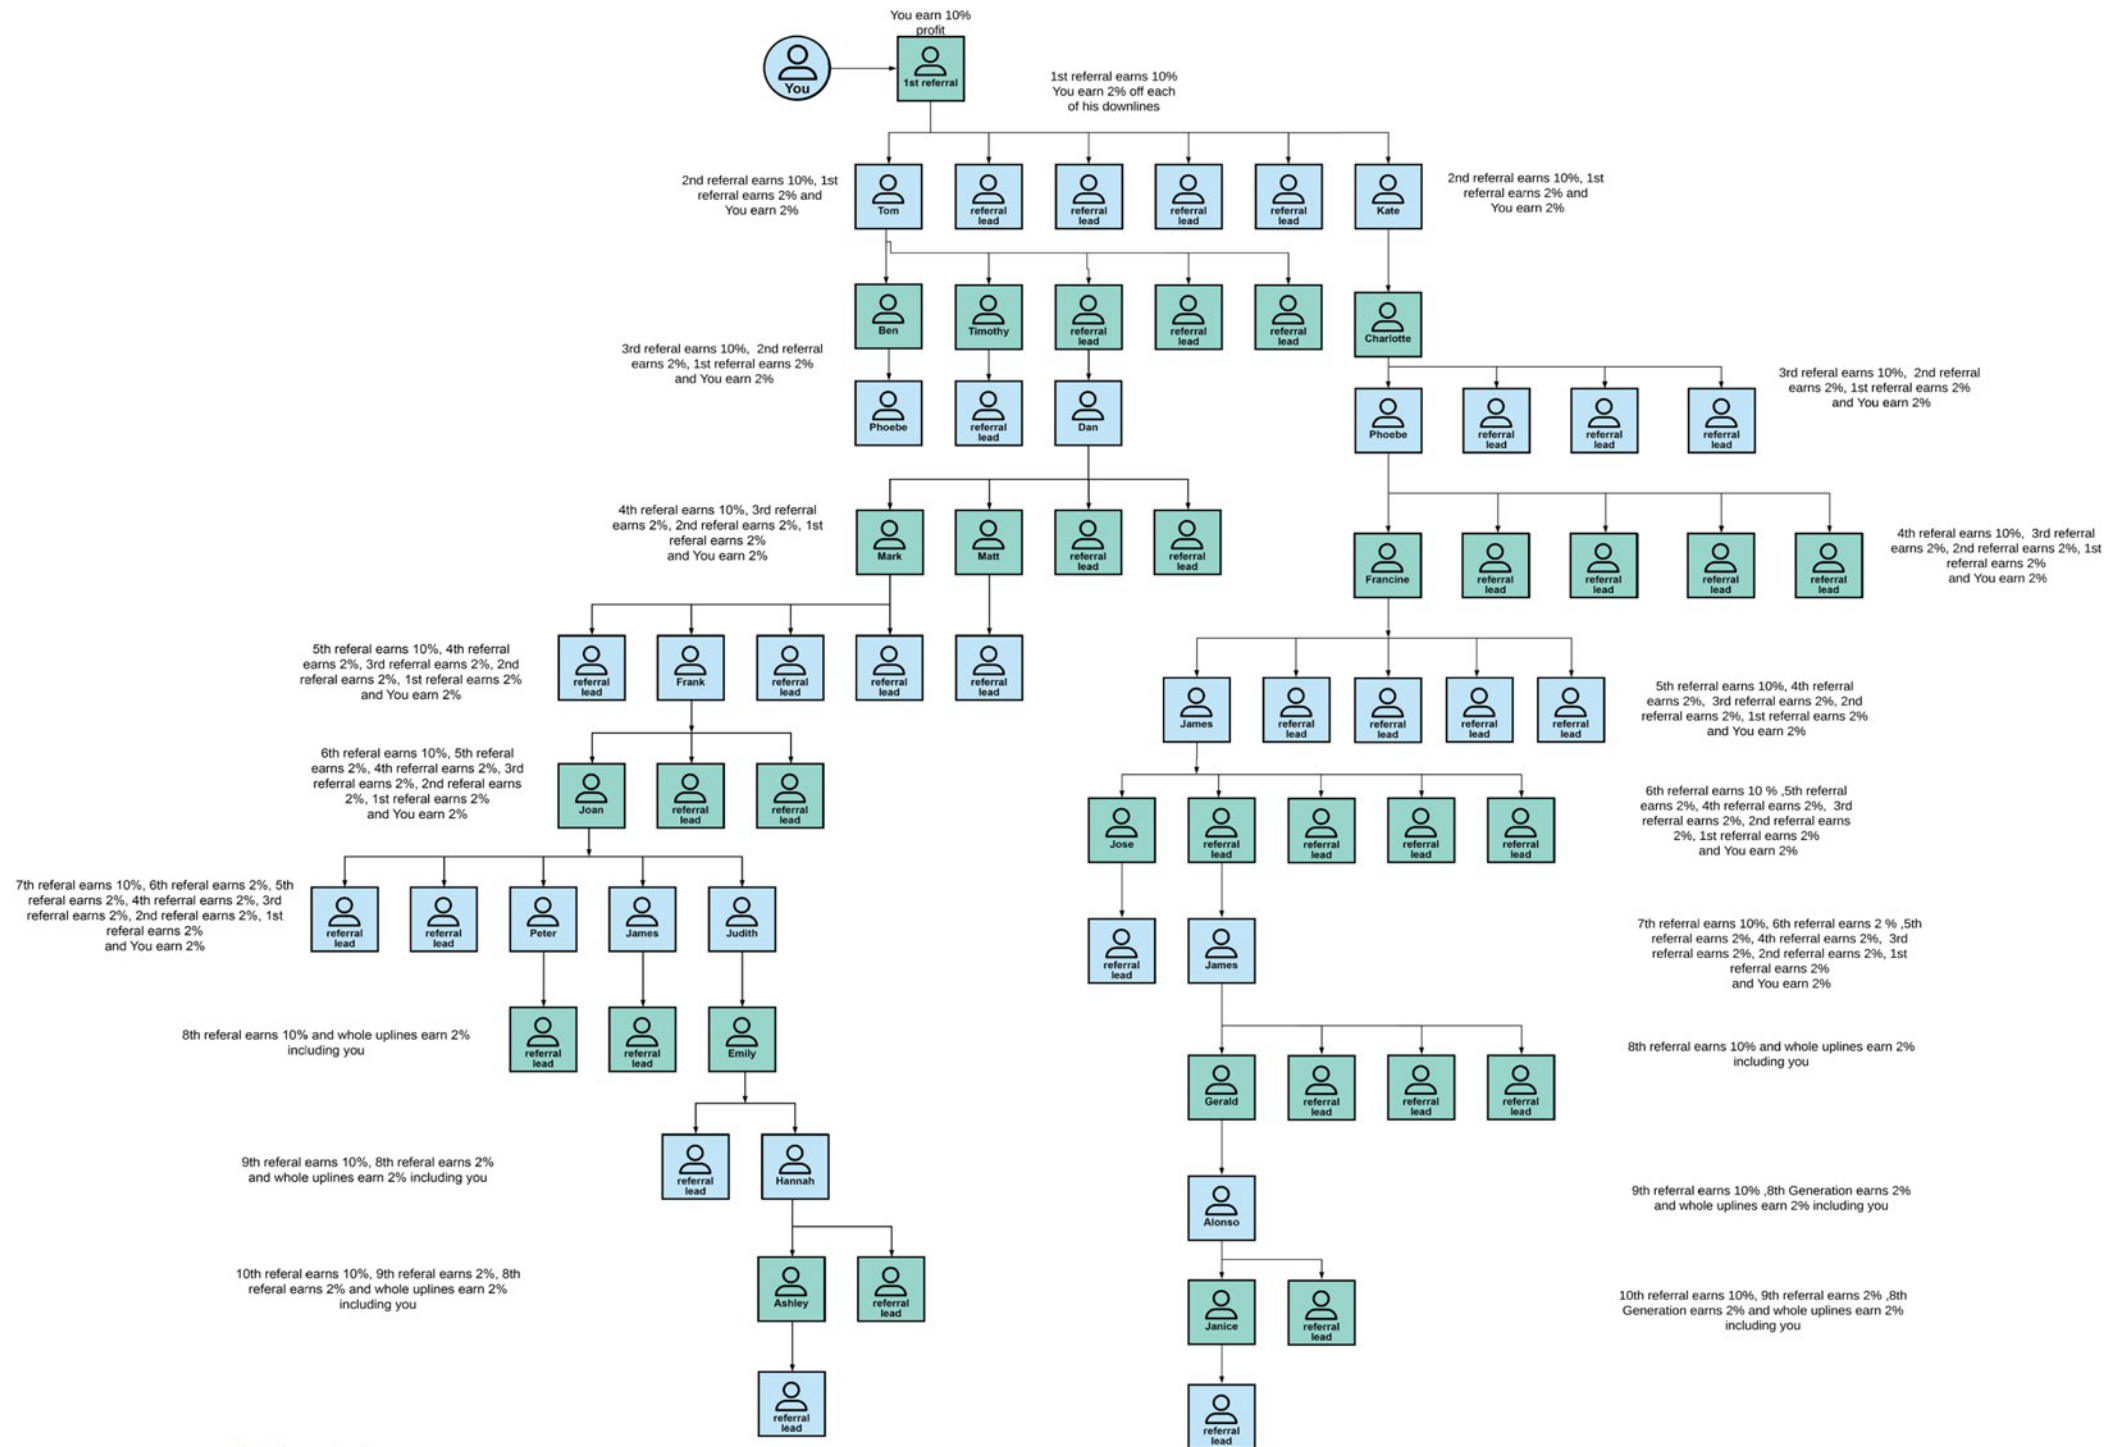 You earn 10%
profit
You
1st referral
1st referral earns 10%
You earn 2% off each
of his downlines
2nd referral earns 10%, 1st
referral earns 2% and
You earn 2%
Tom
referral
lead
referral
lead
referral
lead
referral
lead
Kate
2nd referral earns 10%, 1st
referral earns 2% and
You earn 2%
Ben
Timothy
referral
lead
referral
lead
referral
lead
Charlotte
3rd referal earns 10%, 2nd referral
earns 2%, 1st referral earns 2%
and You earn 2%
Phoebe
referral
lead
Dan
Phoebe
referral
lead
referral
lead
referral
lead
3rd referal earns 10%, 2nd referral
earns 2%, 1st referral earns 2%
and You earn 2%
4th referal earns 10%, 3rd referral
earns 2%, 2nd referal earns 2%, 1st
referal earns 2%
and You earn 2%
Mark
Matt
referral
lead
referral
lead
Francine
referral
lead
referral
lead
referral
lead
referral
lead
4th referal earns 10%, 3rd referral
earns 2%, 2nd referral earns 2%, 1st
referral earns 2%
and You earn 2%
5th referal earns 10%, 4th referral
earns 2%, 3rd referral earns 2%, 2nd
referal earns 2%, 1st referral earns 2%
and You earn 2%
referral
lead
Frank
referral
lead
referral
lead
referral
lead
James
referral
lead
referral
lead
referral
lead
referral
lead
5th referral earns 10%, 4th referral
earns 2%, 3rd referral earns 2%, 2nd
referral earns 2%, 1st referral earns 2%
and You earn 2%
6th referal earns 10%, 5th referal
earns 2%, 4th referral earns 2%, 3rd
referral earns 2%, 2nd referal earns
2%, 1st referal earns 2%
and You earn 2%
Joan
referral
lead
referral
lead
Jose
referral
lead
referral
lead
referral
lead
referral
lead
6th referral earns 10 % ,5th referral
earns 2%, 4th referral earns 2%, 3rd
referral earns 2%, 2nd referral earns
2%, 1st referral earns 2%
and You earn 2%
7th referal earns 10%, 6th referal earns 2%, 5th
referal earns 2%, 4th referal earns 2%, 3rd
referral earns 2%, 2nd referal earns 2%, 1st
referal earns 2%
and You earn 2%
referral
lead
referral
lead
Peter
James
Judith
referral
lead
James
7th referral earns 10%, 6th referral earns 2 % ,5th
referral earns 2%, 4th referral earns 2%, 3rd
referral earns 2%, 2nd referral earns 2%, 1st
referral earns 2%
and You earn 2%
8th referal earns 10% and whole uplines earn 2%
including you
referral
lead
referral
lead
Emily
Gerald
referral
lead
referral
lead
referral
lead
8th referral earns 10% and whole uplines earn 2%
including you
9th referal earns 10%, 8th referal earns 2%
and whole uplines earn 2% including you
referral
lead
Hannah
Alonso
9th referral earns 10% ,8th Generation earns 2%
and whole uplines earn 2% including you
10th referal earns 10%, 9th referal earns 2%, 8th
referal earns 2% and whole uplines earn 2%
including you
Ashley
referral
lead
Janice
referral
lead
10th referral earns 10%, 9th referral earns 2% ,8th
Generation earns 2% and whole uplines earn 2%
including you
referral
lead
referral
lead